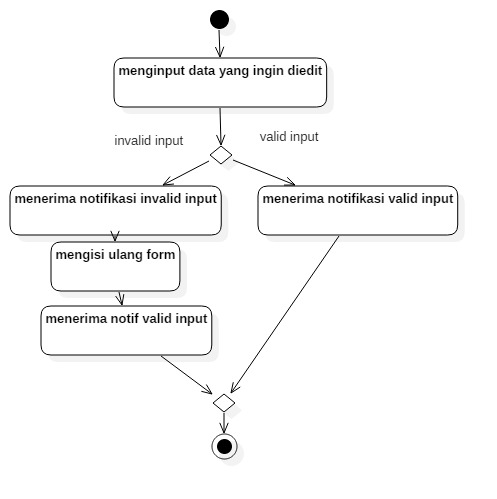 menginput data yang ingin diedit
invalid input
valid input
menerima notifikasi invalid input
menerima notifikasi valid input
mengisi ulang form
menerima notif valid input